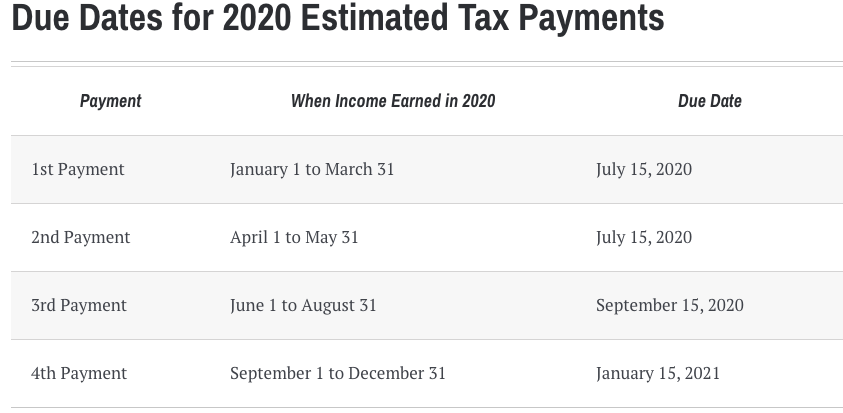 Due Dates for 2020 Estimated Tax Payments
Payment When Income Earned in 2020 Due Date
1st Payment January 1 to March 31 July 15, 2020
2nd Payment April 1 to May 31 July 15, 2020
3rd Payment June 1 to August 31 September 15, 2020
4th Payment September 1 to December 31 January 15, 2021